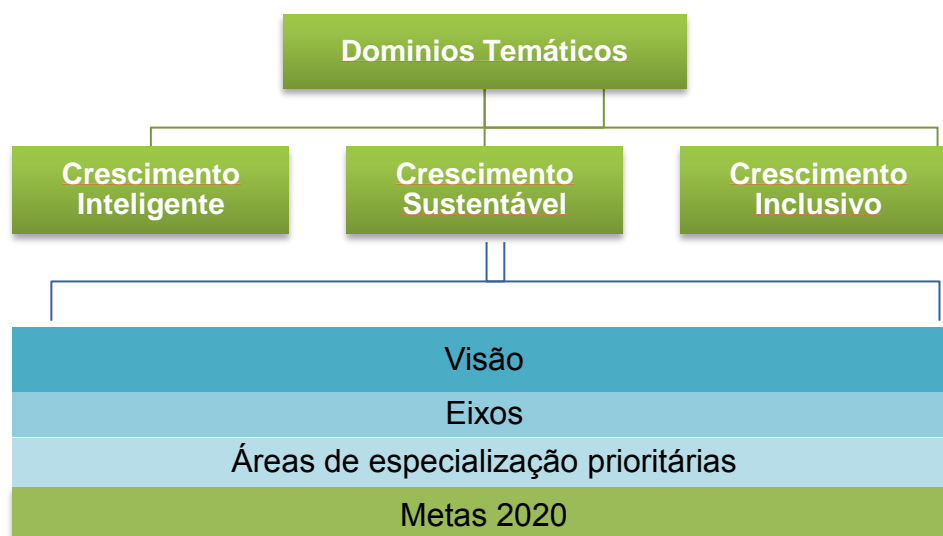 Dominios Temáticos
Crescimento
Inteligente
Crescimento
Sustentável
Crescimento
Inclusivo
Visão
Eixos
Áreas de especialização prioritárias
Metas 2020